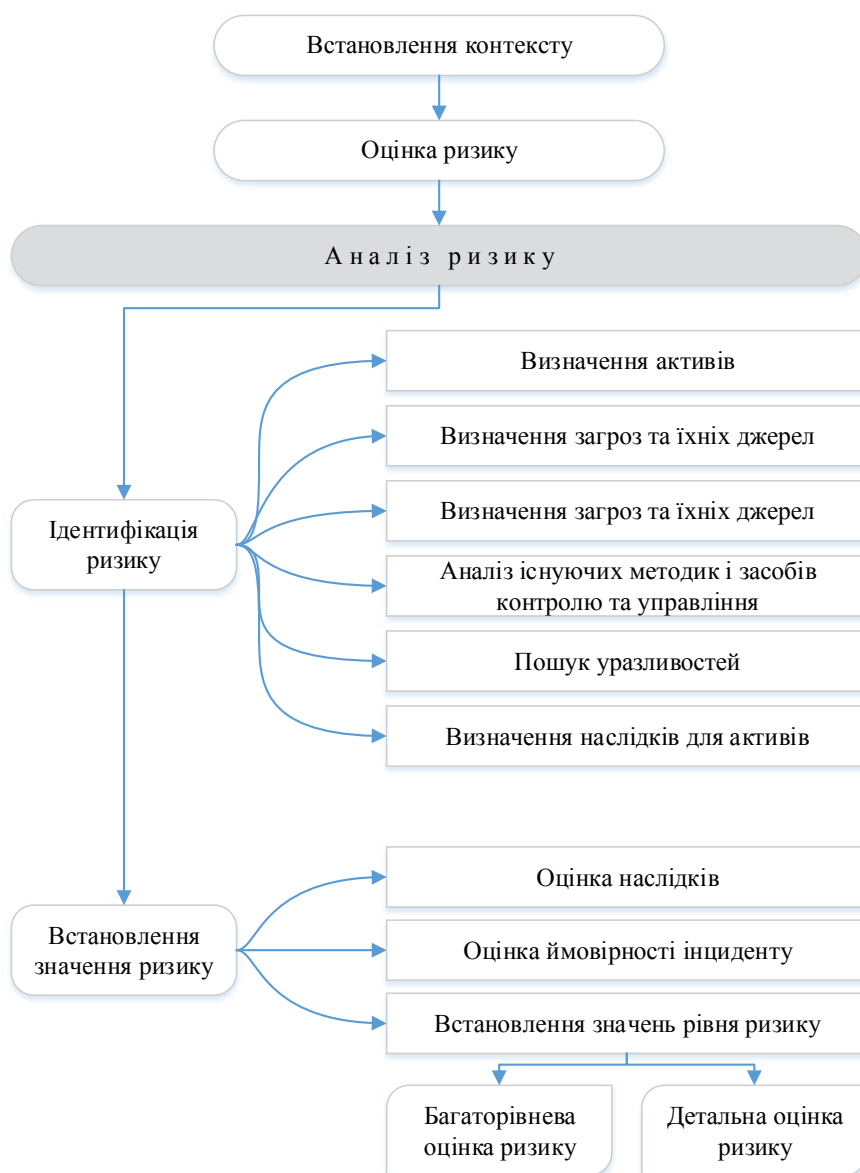 Встановлення контексту
Оцінка ризику
Аналіз ризику
Визначення активів
Визначення загроз та їхніх джерел
Визначення загроз та їхніх джерел
Ідентифікація
ризику
Аналіз існуючих методик і засобів
контролю та управління
Пошук уразливостей
Визначення наслідків для активів
Оцінка наслідків
Встановлення
значення ризику
Оцінка ймовірності інциденту
Встановлення значень рівня ризику
Багаторівнева
оцінка ризику
Детальна оцінка
ризику